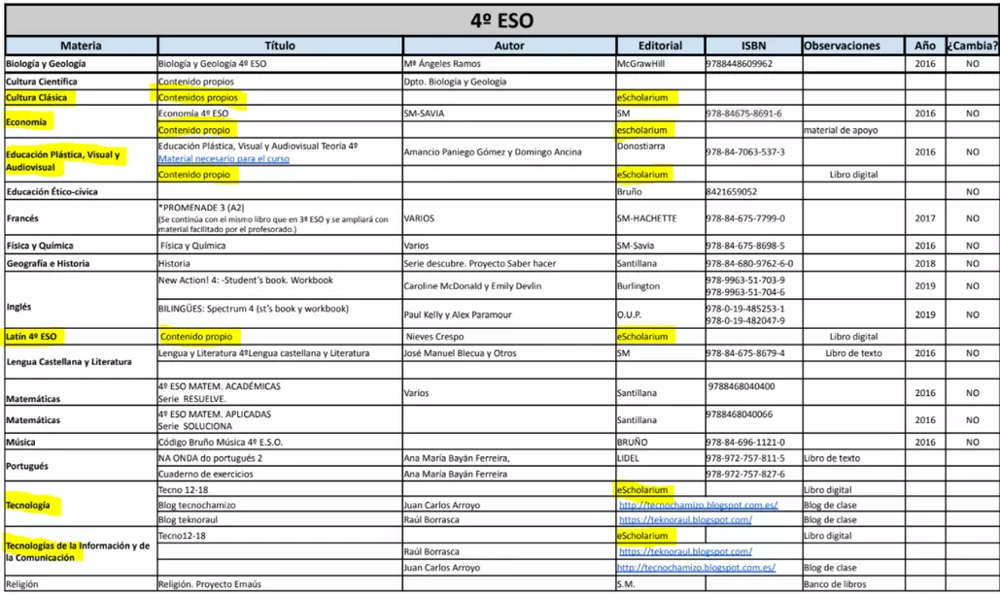 4º ESO
Materia Título Autor Editorial ISBN Observaciones Año ¿Cambia?
Biología y Geología Biología y Geología 4º ESO Mª Ángeles Ramos McGrawHill 9788448609962 2016 NO
Cultura Científica Contenido propios Dpto. Biología y Geología
Cultura Clásica Contenidos propios eScholarium
Economía Economía 4º ESO SM-SAVIA SM 978-84675-8691-6 2016 NO
Contenido propio escholarium material de apoyo
Educación Plástica, Visual y Audiovisual Educación Plástica, Visual y Audiovisual Teoría 4º Amancio Paniego Gómez y Domingo Ancina Donostiarra 978-84-7063-537-3 2016 NO
Material necesario para el curso
Contenido propio eScholarium Libro digital
Educación Ético-cívica Bruño 8421659052 NO
Francés *PROMENADE 3 (A2) VARIOS SM-HACHETTE 978-84-675-7799-0 2017 NO
(Se continúa con el mismo libro que en 3º ESO y se ampliará con
material facilitado por el profesorado.)
Física y Química Física y Química Varios SM-Savia 978-84-675-8698-5 2016 NO
Geografía e Historia Historia Serie descubre. Proyecto Saber hacer Santillana 978-84-680-9762-6-0 2018 NO
Inglés New Action! 4: -Student's book. Workbook Caroline McDonald y Emily Devlin Burlington 978-9963-51-703-9 2019 NO
978-9963-51-704-6
BILINGÜES: Spectrum 4 (st's book y workbook) Paul Kelly y Alex Paramour O.U.P. 978-0-19-485253-1 2019 NO
978-0-19-482047-9
Latín 4º ESO Contenido propio Nieves Crespo eScholarium Libro digital
Lengua Castellana y Literatura Lengua y Literatura 4ºLengua castellana y Literatura José Manuel Blecua y Otros SM 978-84-675-8679-4 Libro de texto 2016 NO
Matemáticas 4º ESO MATEM. ACADÉMICAS Varios Santillana 9788468040400 2016 NO
Serie RESUELVE.
Matemáticas 4º ESO MATEM. APLICADAS Santillana 9788468040066 2016 NO
Serie SOLUCIONA
Música Código Bruño Música 4º E.S.O. BRUÑO 978-84-696-1121-0 2016 NO
Portugués NA ONDA do portugués 2 Ana María Bayán Ferreira, LIDEL 978-972-757-811-5 Libro de texto
Cuaderno de exercicios Ana María Bayán Ferreira 978-972-757-827-6
Tecnología Tecno 12-18 eScholarium Libro digital
Blog tecnochamizo Juan Carlos Arroyo http://tecnochamizo.blogspot.com.es/ Blog de clase
Blog teknoraul Raúl Borrasca https://teknoraul.blogspot.com/ Blog de clase
Tecnologías de la Información y de la Comunicación Tecno12-18 eScholarium Libro digital
Raúl Borrasca https://teknoraul.blogspot.com/
Juan Carlos Arroyo http://tecnochamizo.blogspot.com.es/ Blog de clase
Religión Religión. Proyecto Emaús S.M. Banco de libros